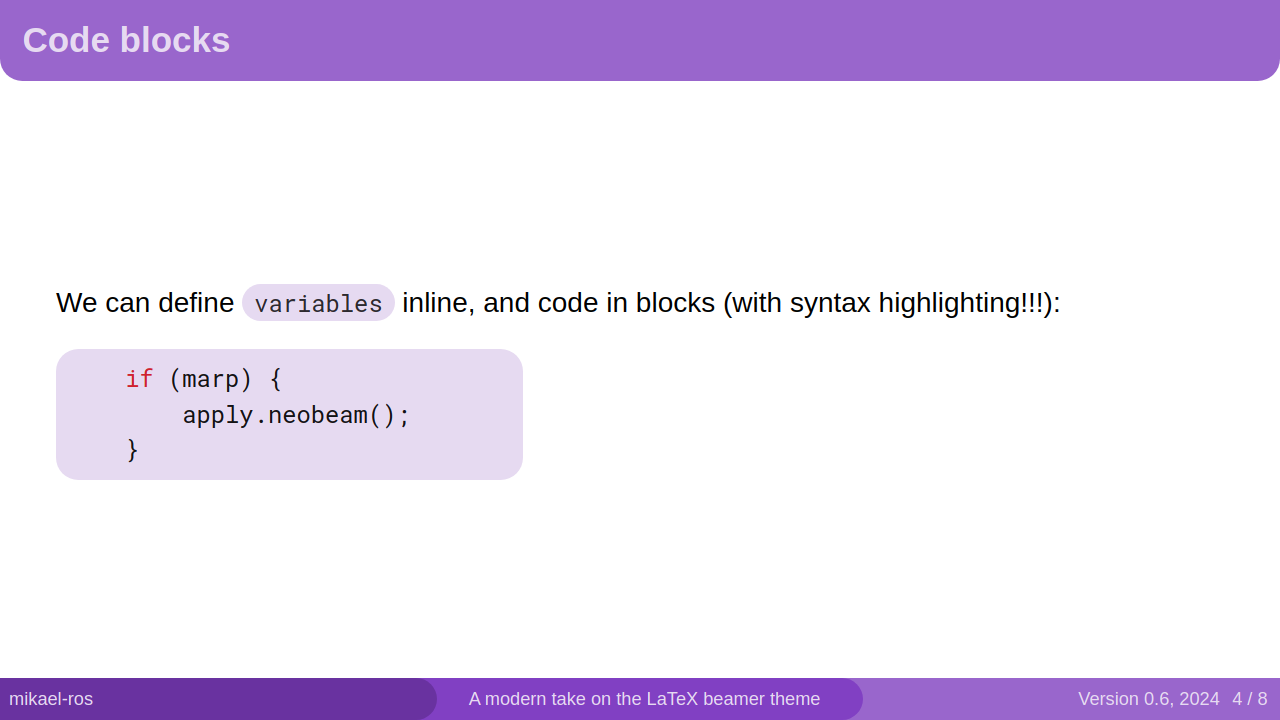 Code blocks
We can define variables inline, and code in blocks (with syntax highlighting!!!):
if (marp) {
    apply.neobeam();
}
mikael-ros
A modern take on the LaTeX beamer theme
Version 0.6, 2024 4 / 8